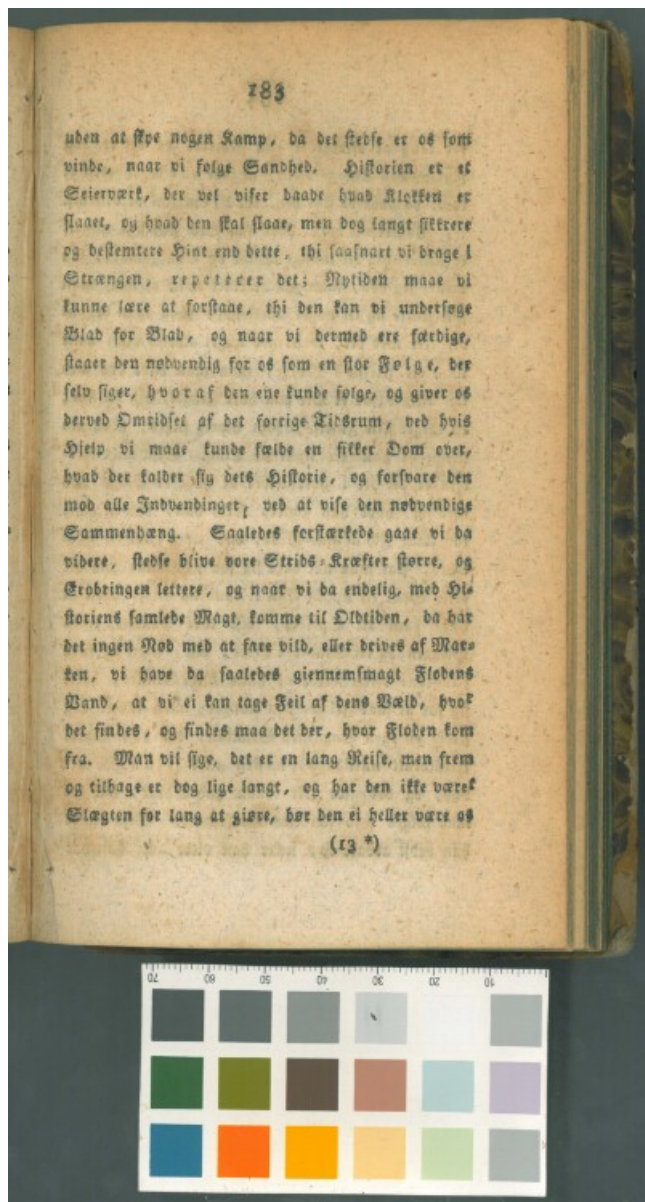 183
uden at skye nogen Kamp, da det stedse er os som
vinde, naar vi følge Sandhed. Historien er et
Seierværk, der vel viser baade hvad Klokken er
slaaet, og hvad den skal slaae, men dog langt sikkrere
og bestemtere Hint end dette, thi saasnart vi drage i
Strængen, repeterer det; Nytiden maae vi
kunne lære at forstaae, thi den kan vi undersøge
Blad for Blad, og naar vi dermed ere færdige,
staaer den nødvendig for os som en stor Følge, der
selv siger, hvoraf den ene kunde følge, og giver os
derved Omridset af det forrige Tidsrum, ved hvis
Hjelp vi maae kunde fælde en sikker Dom over,
hvad der kalder sig dets Historie, og forsvare den
mod alle Indvendinger, ved at vise den nødvendige
Sammenhæng. Saaledes forstærkede gaae vi da
videre, stedse blive vore Strids-Kræfter større, og
Erobringen lettere, og naar vi da endelig, med Hi-
storiens samlede Magt, komme til Oldtiden, da har
det ingen Nød med at fare vild, eller drives af Mar-
ken, vi have da saaledes giennemsmagt Flodens
Vand, at vi ei kan tage Feil af dens Væld, hvor
det findes, og findes maa det dér, hvor Floden kom
fra. Man vil sige, det er en lang Reise, men frem
og tilbage er dog lige langt, og har den ikke været
Slægten for lang at giøre, bør den ei heller være os
(13 *)
70 60 50 40 30 20 10